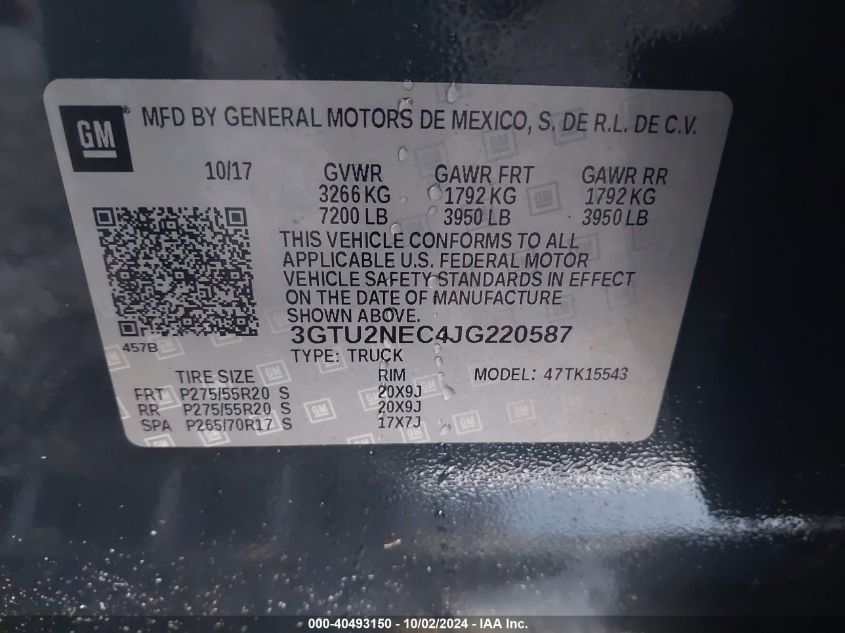 GM
MFD BY GENERAL MOTORS DE MEXICO, S. DE R.L. DE C.V.
10/17 GVWR GAWR FRT GAWR RR
3266 KG 1792 KG 1792 KG
7200 LB 3950 LB 3950 LB
THIS VEHICLE CONFORMS TO ALL
APPLICABLE U.S. FEDERAL MOTOR
VEHICLE SAFETY STANDARDS IN EFFECT
ON THE DATE OF MANUFACTURE
SHOWN ABOVE.
457B
3GTU2NEC4JG220587
TYPE: TRUCK
TIRE SIZE RIM MODEL: 47TK15543
FRT P275/55R20 S 20X9J
RR P275/55R20 S 20X9J
SPA P265/70R17 S 17X7J
000-40493150 - 10/02/2024 - IAA Inc.